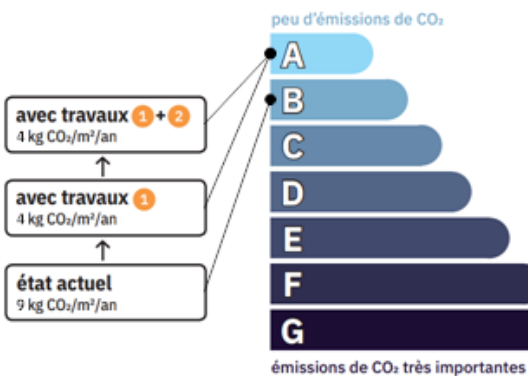 peu d'émissions de CO₂
A
B
C
D
E
F
G
émissions de CO₂ très importantes
avec travaux 1 + 2
4 kg CO₂/m²/an
avec travaux 1
4 kg CO₂/m²/an
état actuel
9 kg CO₂/m²/an